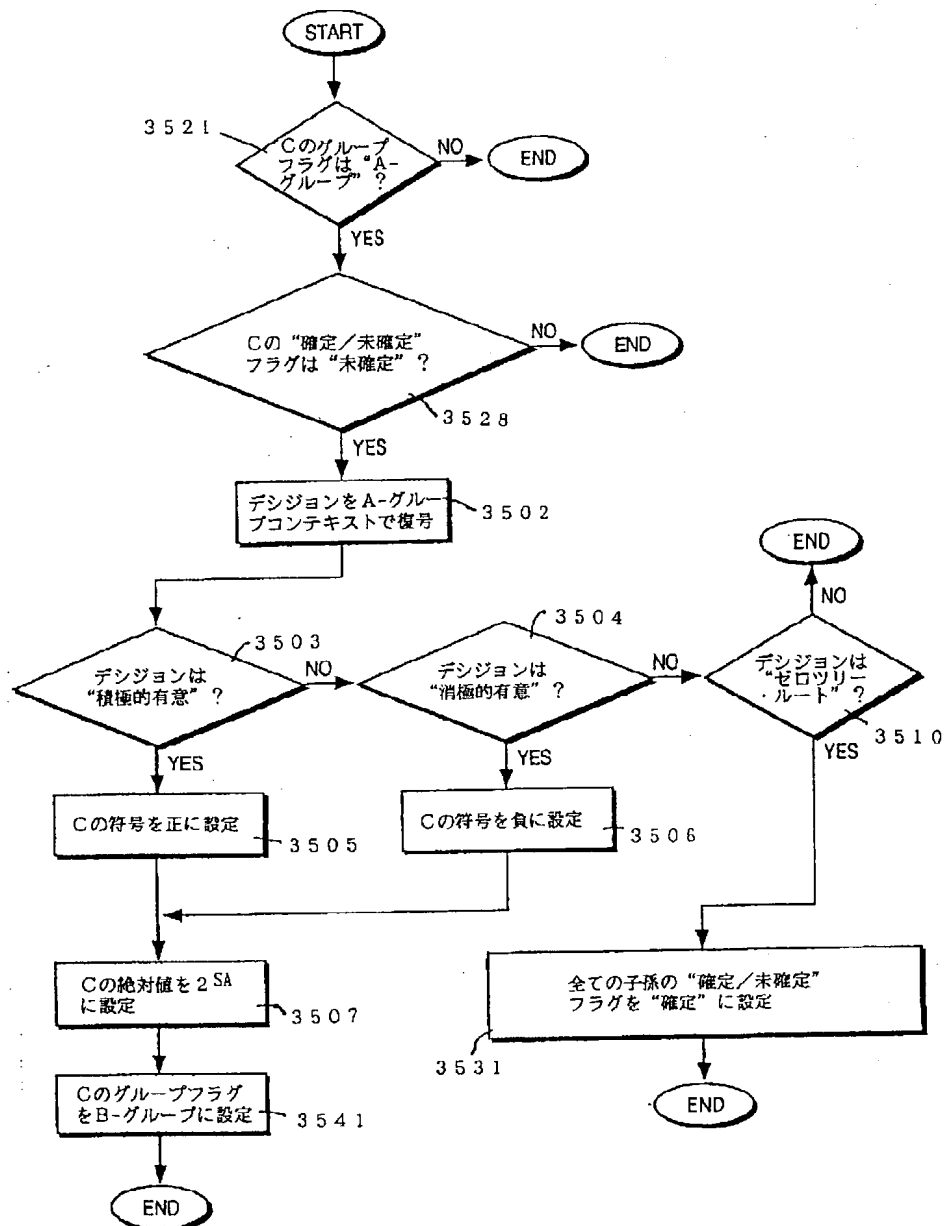 START
3521
Cのグループ
フラグは“A-
グループ”？
NO
END
YES
Cの“確定／未確定”
フラグは“未確定”？
NO
END
3528
YES
デシジョンをA-グルー
プコンテキストで復号
3502
END
NO
3503
デシジョンは
“積極的有意”？
NO
3504
デシジョンは
“消極的有意”？
NO
デシジョンは
“ゼロツリー
・ルート”？
3510
YES
YES
YES
Cの符号を正に設定
3505
Cの符号を負に設定
3506
Cの絶対値を2^SA
に設定
3507
全ての子孫の“確定／未確定”
フラグを“確定”に設定
3531
Cのグループフラグ
をB-グループに設定
3541
END
END